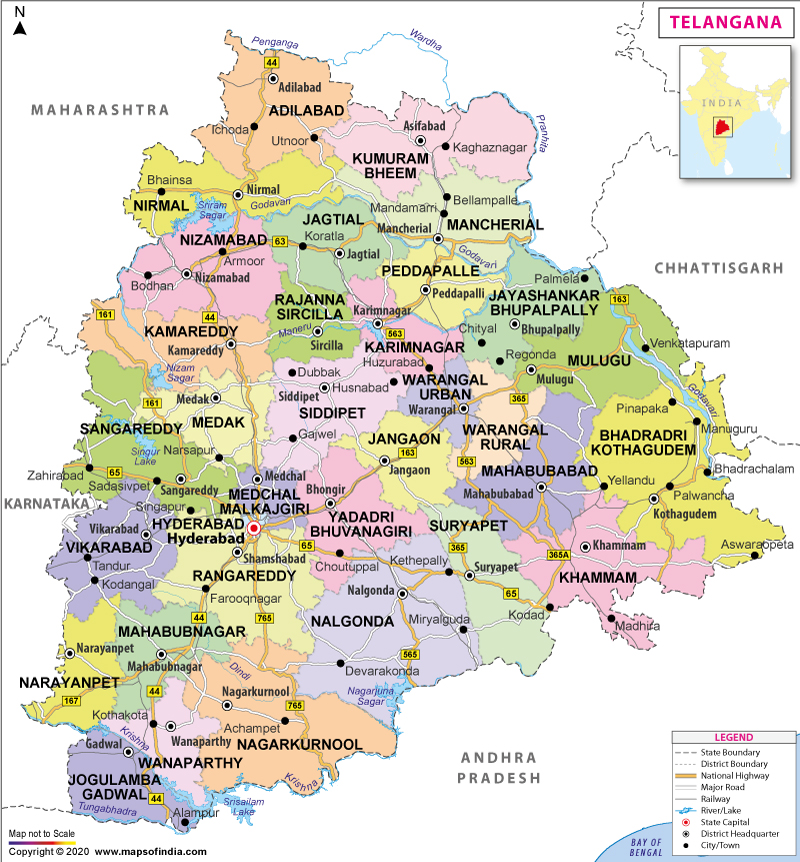 N
TELANGANA
INDIA
Penganga
Wardha
44
Adilabad
MAHARASHTRA
ADILABAD
Pranhita
Ichoda
Utnoor
Asifabad
Kaghaznagar
KUMURAM
BHEEM
Bhainsa
NIRMAL
Nirmal
Godavari
Sriram
Sagar
Bellampalle
Mandamarri
MANCHERIAL
Mancherial
JAGTIAL
Koratla
Jagtial
NIZAMABAD
63
Armoor
Bodhan
Nizamabad
Godavari
PEDDAPALLE
Peddapalli
CHHATTISGARH
Palmela
JAYASHANKAR
BHUPALPALLY
Chityal
Bhupalpally
163
RAJANNA
SIRCILLA
Maneru
Sircilla
Karimnagar
563
161
44
KAMAREDDY
Kamareddy
KARIMNAGAR
Huzurabad
Regonda
MULUGU
Mulugu
Venkatapuram
Nizam
Sagar
Dubbak
Husnabad
Siddipet
SIDDIPET
WARANGAL
URBAN
Warangal
365
161
Medak
MEDAK
Pinapaka
Godavari
Manuguru
SANGAREDDY
Gajwel
JANGAON
163
Jangaon
WARANGAL
RURAL
BHADRADRI
KOTHAGUDEM
Singur
Lake
Narsapur
563
MAHABUBABAD
Mahabubabad
Bhadrachalam
Zahirabad
65
Sadasivpet
Sangareddy
Medchal
MEDCHAL
MALKAJGIRI
Bhongir
Yellandu
Palwancha
Kothagudem
KARNATAKA
Singapur
HYDERABAD
Hyderabad
YADADRI
BHUVANAGIRI
SURYAPET
Vikarabad
VIKARABAD
Shamshabad
65
Choutuppal
Kethepally
365
365A
Khammam
Aswaraopeta
Tandur
Kodangal
RANGAREDDY
Farooqnagar
Suryapet
KHAMMAM
Nalgonda
NALGONDA
Miryalguda
65
Kodad
Madhira
44
765
MAHABUBNAGAR
Mahabubnagar
Narayanpet
NARAYANPET
167
Devarakonda
565
Dindi
44
Nagarkurnool
765
Nagarjuna
Sagar
Kothakota
Achampet
Wanaparthy
NAGARKURNOOL
Krishna
Gadwal
WANAPARTHY
Krishna
JOGULAMBA
GADWAL
44
Tungabhadra
Alampur
Srisailam
Lake
ANDHRA
PRADESH
LEGEND
State Boundary
District Boundary
National Highway
Major Road
Railway
River/Lake
State Capital
District Headquarter
City/Town
BAY OF
BENGAL
Map not to Scale
Copyright © 2020 www.mapsofindia.com